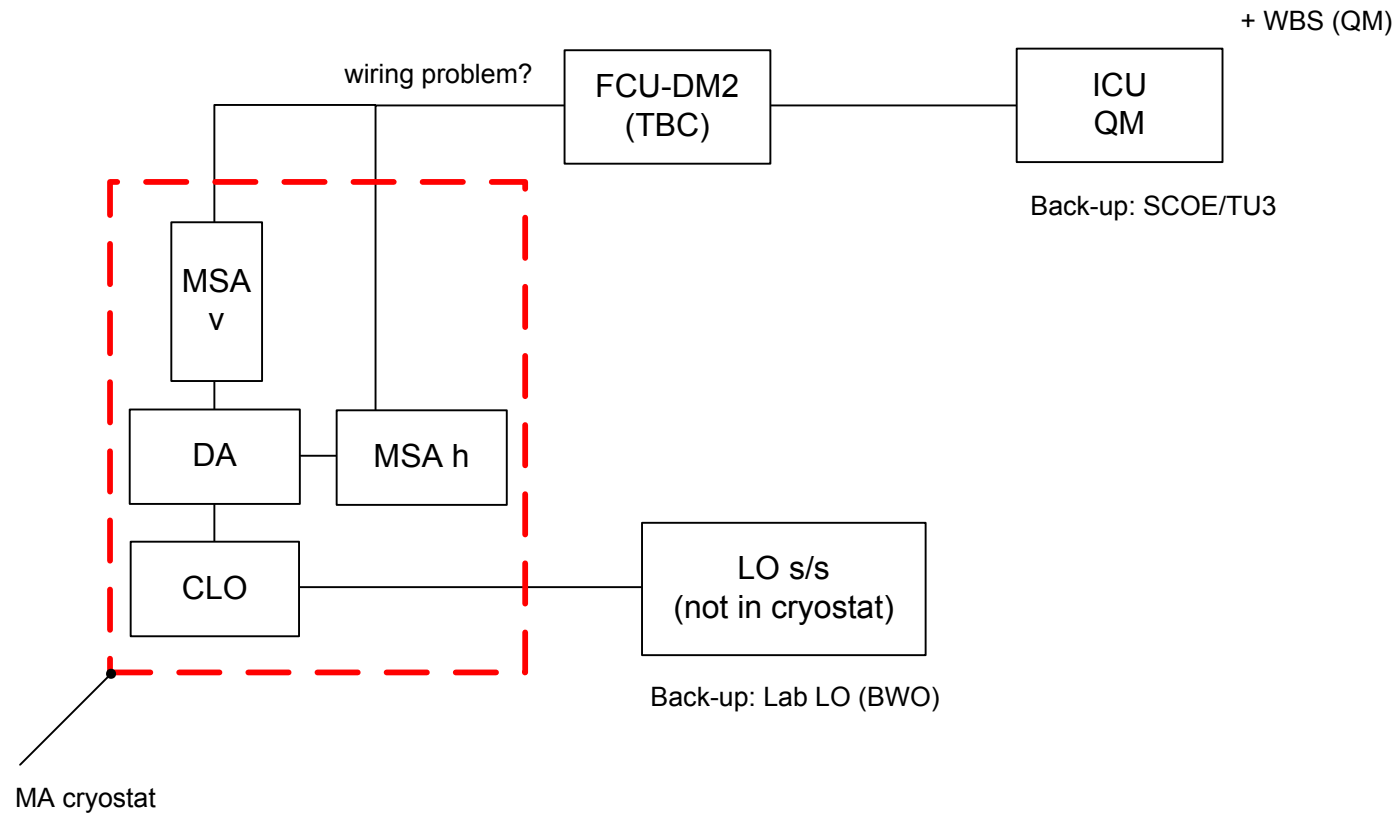 + WBS (QM)
wiring problem?
FCU-DM2
(TBC)
ICU
QM
Back-up: SCOE/TU3
MSA
v
DA
MSA h
CLO
LO s/s
(not in cryostat)
Back-up: Lab LO (BWO)
MA cryostat